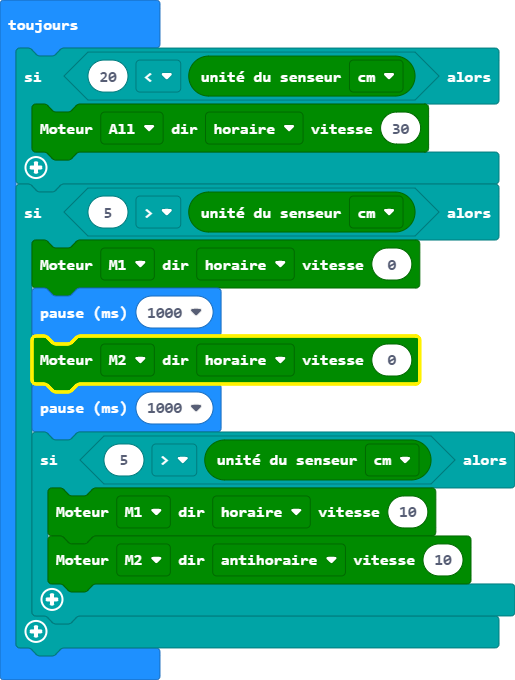 toujours
si 20 < unité du senseur cm alors
Moteur All dir horaire vitesse 30
si 5 > unité du senseur cm alors
Moteur M1 dir horaire vitesse 0
pause (ms) 1000
Moteur M2 dir horaire vitesse 0
pause (ms) 1000
si 5 > unité du senseur cm alors
Moteur M1 dir horaire vitesse 10
Moteur M2 dir antihoraire vitesse 10